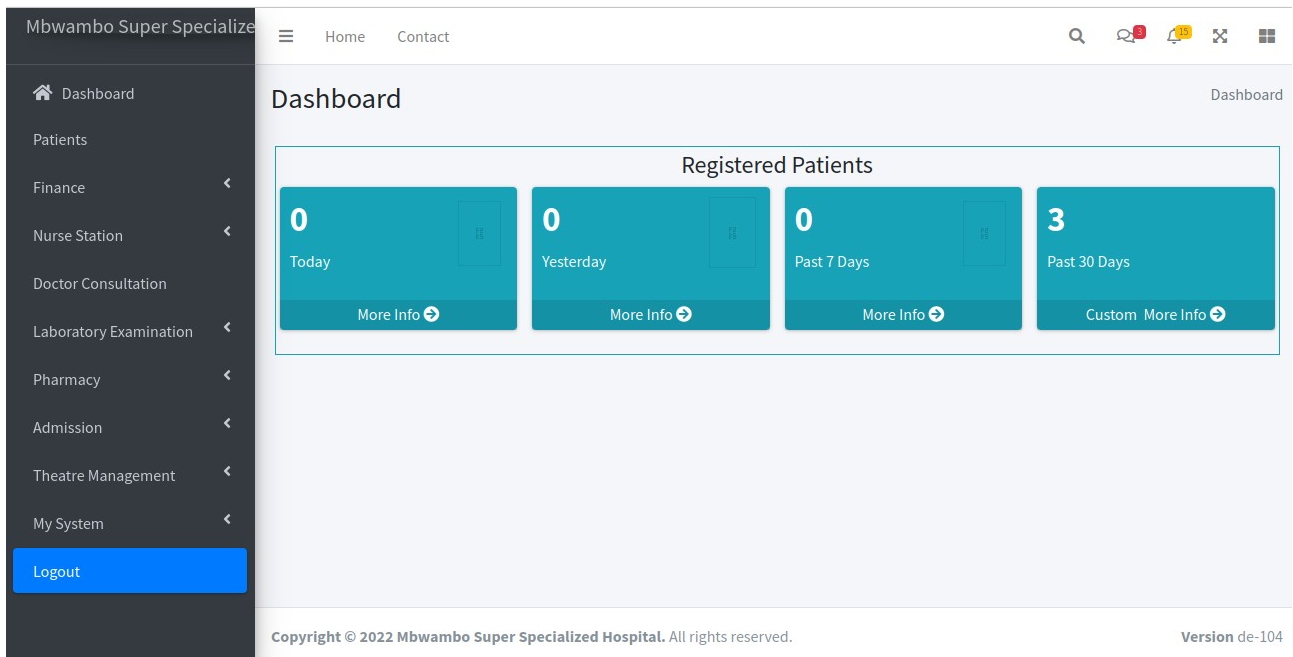 Mbwambo Super Specialize
Home Contact 3 15
Dashboard
Patients
Finance
Nurse Station
Doctor Consultation
Laboratory Examination
Pharmacy
Admission
Theatre Management
My System
Logout
Dashboard Dashboard
Registered Patients
0 0 0 3
Today Yesterday Past 7 Days Past 30 Days
More Info More Info More Info Custom More Info
Copyright © 2022 Mbwambo Super Specialized Hospital. All rights reserved. Version de-104